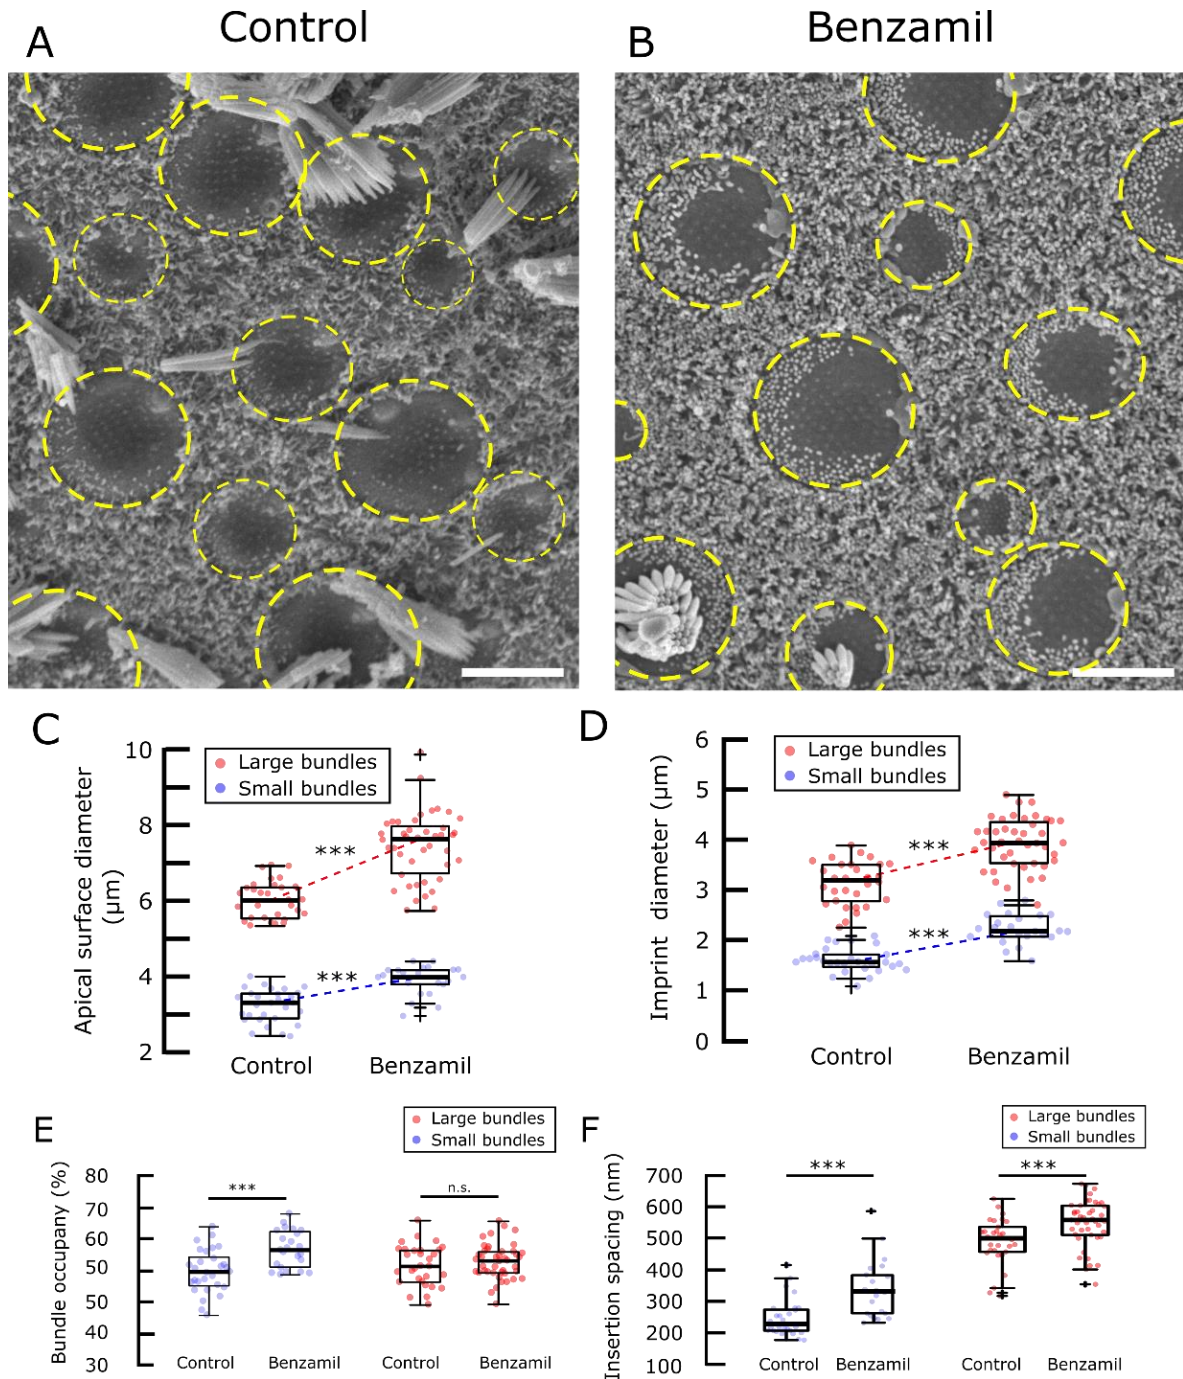 A
Control
B
Benzamil
C
Apical surface diameter
(µm)
10
8
6
4
2
Large bundles
Small bundles
***
***
Control
Benzamil
D
Imprint diameter (µm)
6
5
4
3
2
1
0
Large bundles
Small bundles
***
***
Control
Benzamil
E
Bundle occupany (%)
80
70
60
50
50
40
30
Large bundles
Small bundles
***
n.s.
Control
Benzamil
Control
Benzamil
F
Insertion spacing (nm)
700
600
500
400
300
200
100
Large bundles
Small bundles
***
***
Control
Benzamil
Control
Benzamil